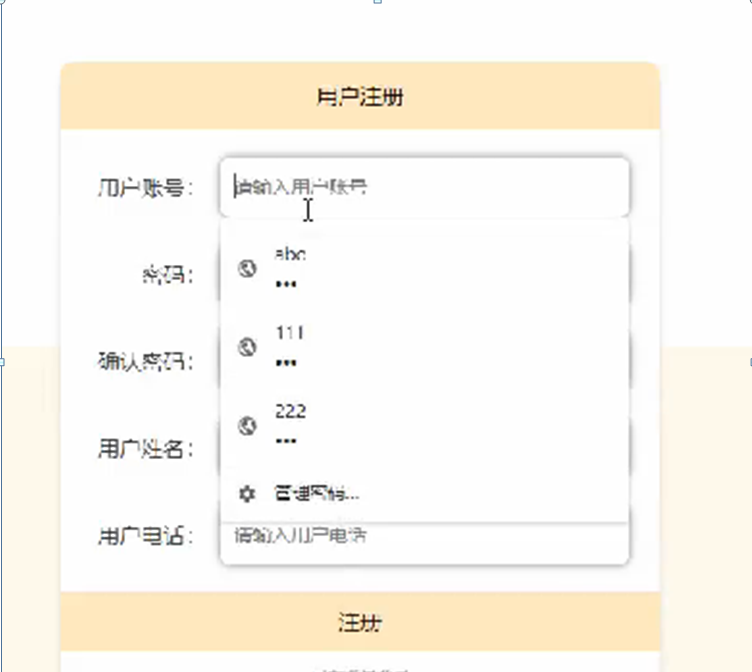 用户注册
用户账号：
请输入用户账号
abc
•••
密码：
111
•••
确认密码：
222
•••
用户姓名：
管理密码...
用户电话：
请输入用户电话
注册